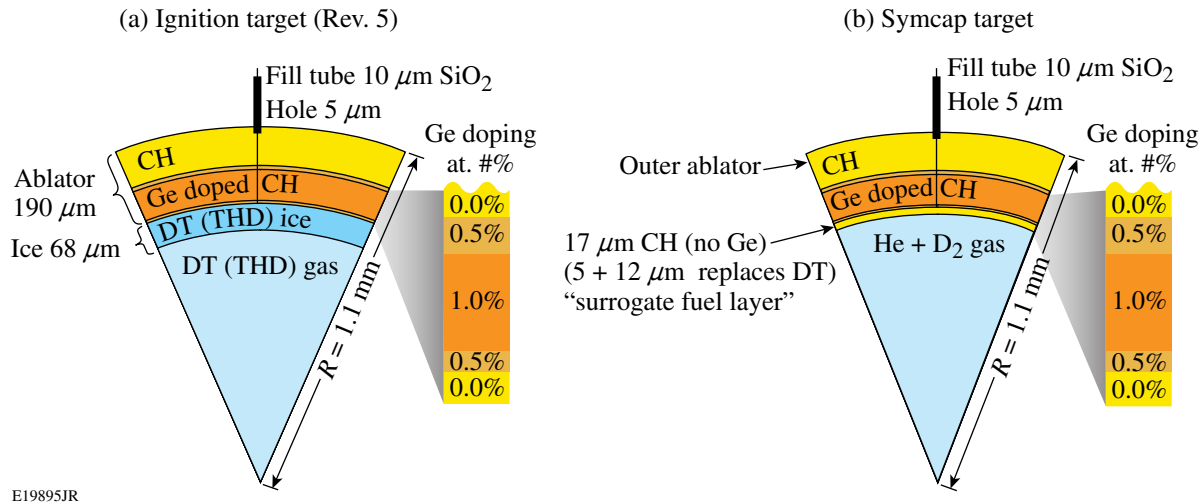 (a) Ignition target (Rev. 5)
Fill tube 10 μm SiO₂
Hole 5 μm
Ge doping
at. #%
CH
Ablator
190 μm
Ge doped CH
DT (THD) ice
Ice 68 μm
DT (THD) gas
R = 1.1 mm
0.0%
0.5%
1.0%
0.5%
0.0%
(b) Symcap target
Fill tube 10 μm SiO₂
Hole 5 μm
Ge doping
at. #%
Outer ablator
CH
Ge doped CH
17 μm CH (no Ge)
(5 + 12 μm replaces DT)
“surrogate fuel layer”
He + D₂ gas
R = 1.1 mm
0.0%
0.5%
1.0%
0.5%
0.0%
E19895JR